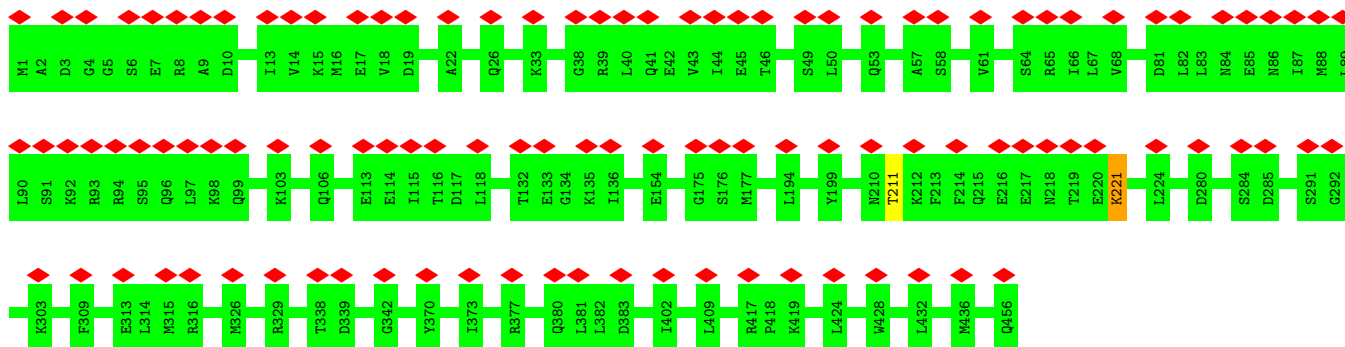 M1 A2 D3 G4 G5 S6 E7 R8 A9 D10 I13 V14 K15 M16 E17 V18 D19 A22 Q26 K33 G38 R39 L40 Q41 E42 V43 I44 E45 T46 S49 L50 Q53 A57 S58 V61 S64 R65 I66 L67 V68 D81 L82 L83 N84 E85 N86 I87 M88 L89
L90 S91 K92 R93 R94 S95 Q96 L97 K98 Q99 K103 Q106 E113 E114 I115 T116 D117 L118 T132 E133 G134 K135 I136 E154 G175 S176 M177 L194 Y199 N210 T211 K212 F213 F214 Q215 E216 E217 N218 T219 E220 K221 L224 D280 S284 D285 S291 G292
K303 F309 E313 L314 M315 R316 M326 R329 T338 D339 G342 Y370 I373 R377 Q380 L381 L382 D383 I402 L409 R417 P418 K419 L424 W428 L432 M436 Q456